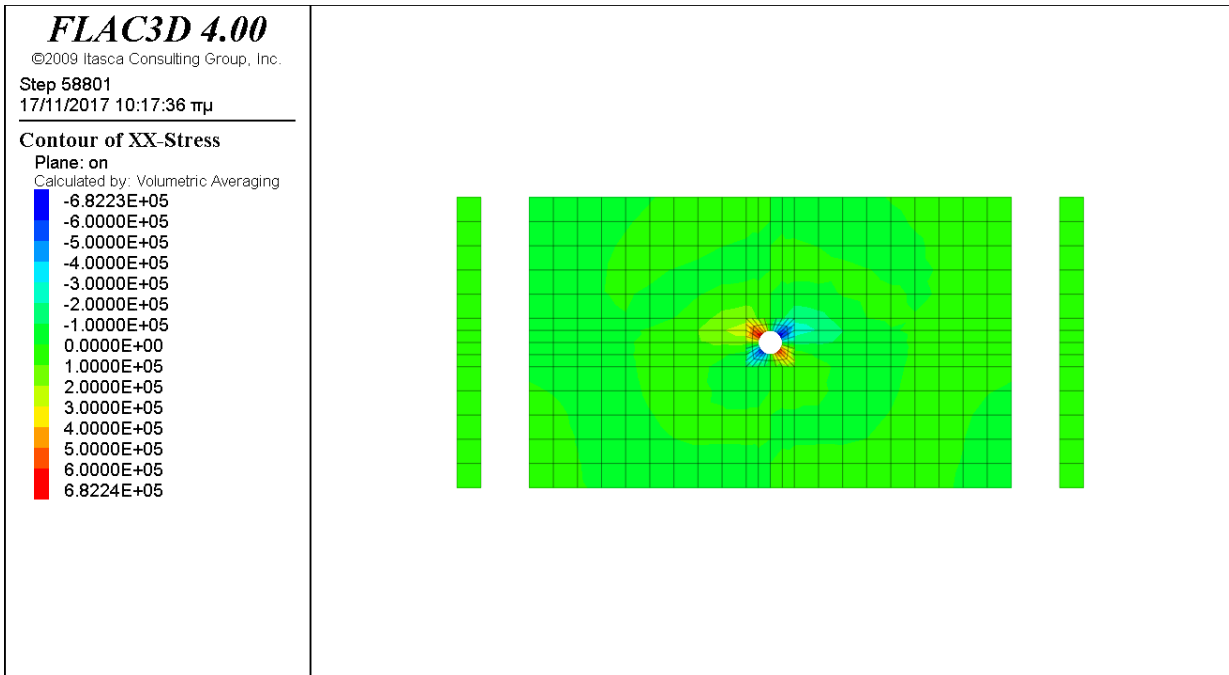 FLAC3D 4.00
©2009 Itasca Consulting Group, Inc.
Step 58801
17/11/2017 10:17:36 πμ
Contour of XX-Stress
Plane: on
Calculated by: Volumetric Averaging
-6.8223E+05
-6.0000E+05
-5.0000E+05
-4.0000E+05
-3.0000E+05
-2.0000E+05
-1.0000E+05
0.0000E+00
1.0000E+05
2.0000E+05
3.0000E+05
4.0000E+05
5.0000E+05
6.0000E+05
6.8224E+05